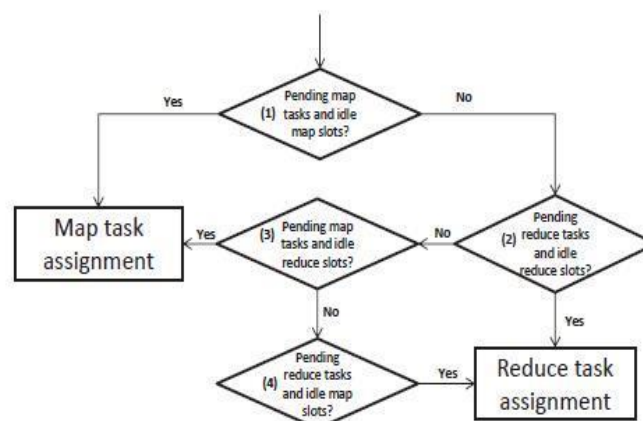 Yes
(1) Pending map
tasks and idle
map slots?
No
Map task
assignment
Yes
(3) Pending map
tasks and idle
reduce slots?
No
(2) Pending
reduce tasks
and idle
reduce slots?
No
Yes
(4) Pending
reduce tasks
and idle map
slots?
Yes
Reduce task
assignment